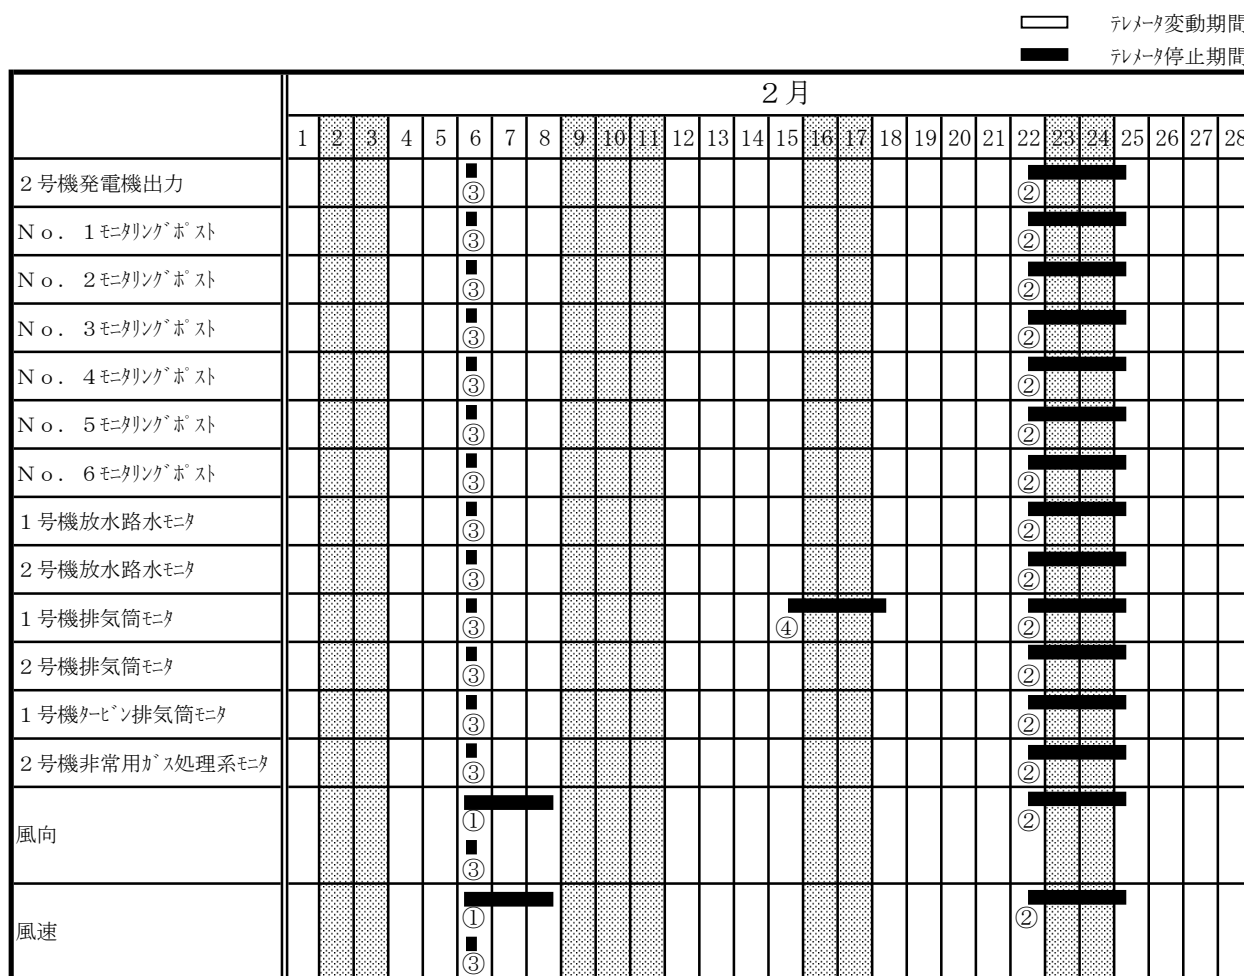 テレメータ変動期間
テレメータ停止期間
2月
1 2 3 4 5 6 7 8 9 10 11 12 13 14 15 16 17 18 19 20 21 22 23 24 25 26 27 28
2号機発電機出力 ③ ②
No. 1モニタリングポスト ③ ②
No. 2モニタリングポスト ③ ②
No. 3モニタリングポスト ③ ②
No. 4モニタリングポスト ③ ②
No. 5モニタリングポスト ③ ②
No. 6モニタリングポスト ③ ②
1号機放水路水モニタ ③ ②
2号機放水路水モニタ ③ ②
1号機排気筒モニタ ③ ④ ②
2号機排気筒モニタ ③ ②
1号機タービン排気筒モニタ ③ ②
2号機非常用ガス処理系モニタ ③ ②
風向 ① ②
③
風速 ① ②
③